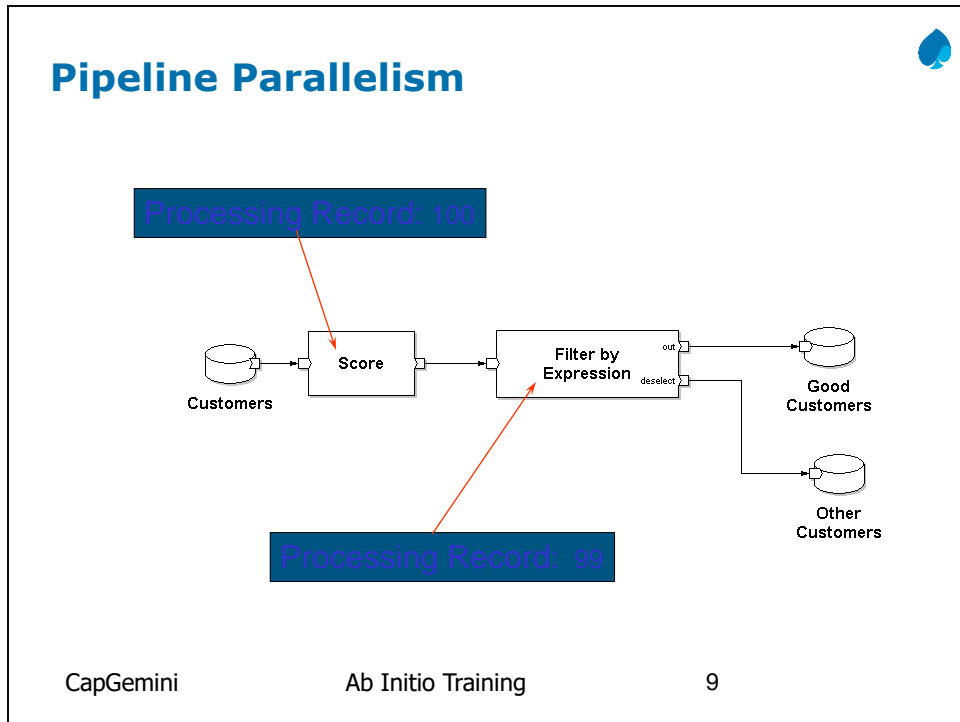 Pipeline Parallelism
Processing Record: 100
Score
Filter by
Expression
out
deselect
Customers
Good
Customers
Other
Customers
Processing Record: 99
CapGemini
Ab Initio Training
9